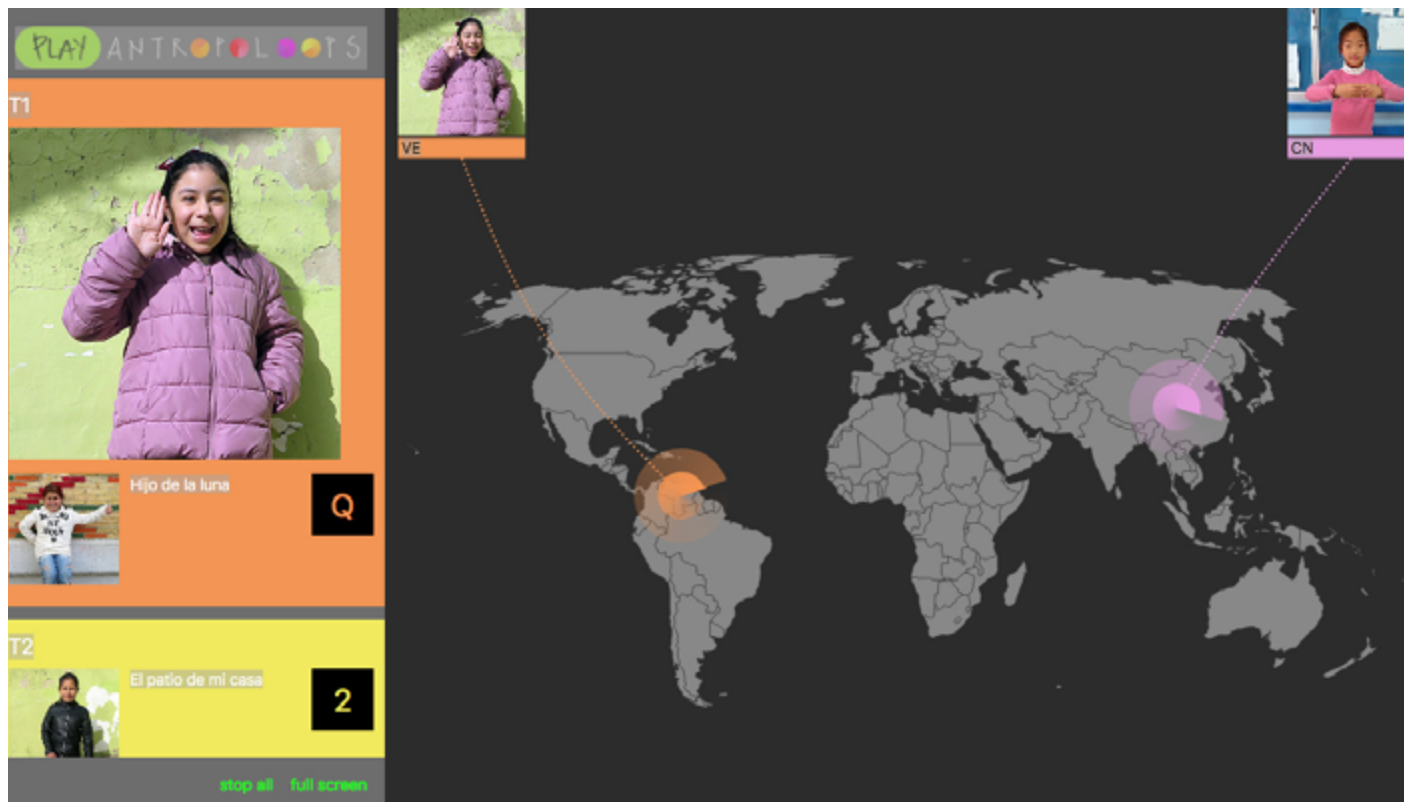 PLAY ANTROPOLOOPS
T1
Hijo de la luna
Q
T2
El patio de mi casa
2
stop all full screen
VE
CN